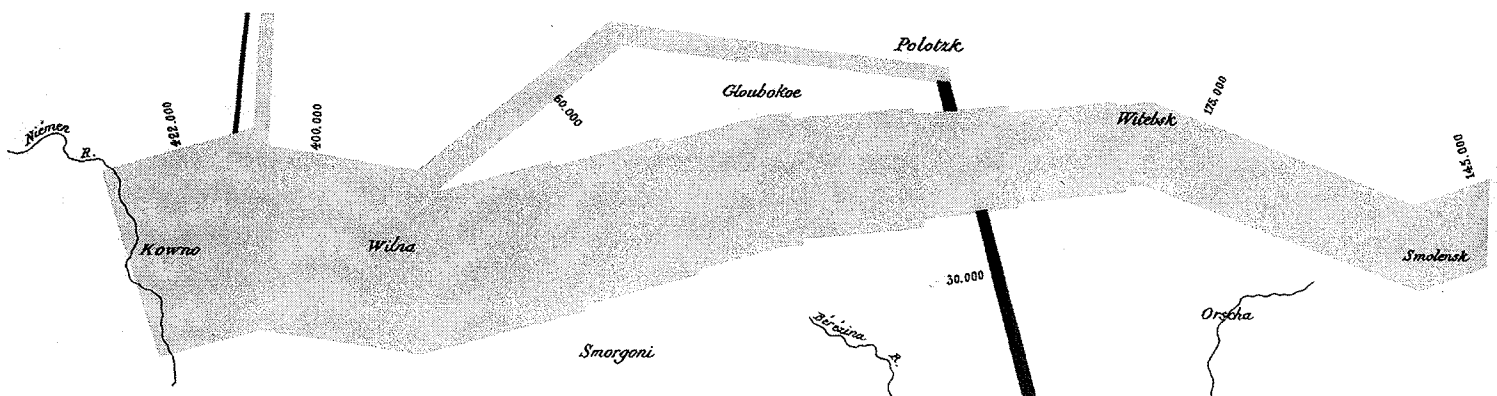 Niémen
R.
422.000
400.000
60.000
Polotzk
Gloubokoe
Witebsk
175.000
145.000
Kowno
Wilna
Smolensk
30.000
Orscha
Bérézina
R.
Smorgoni